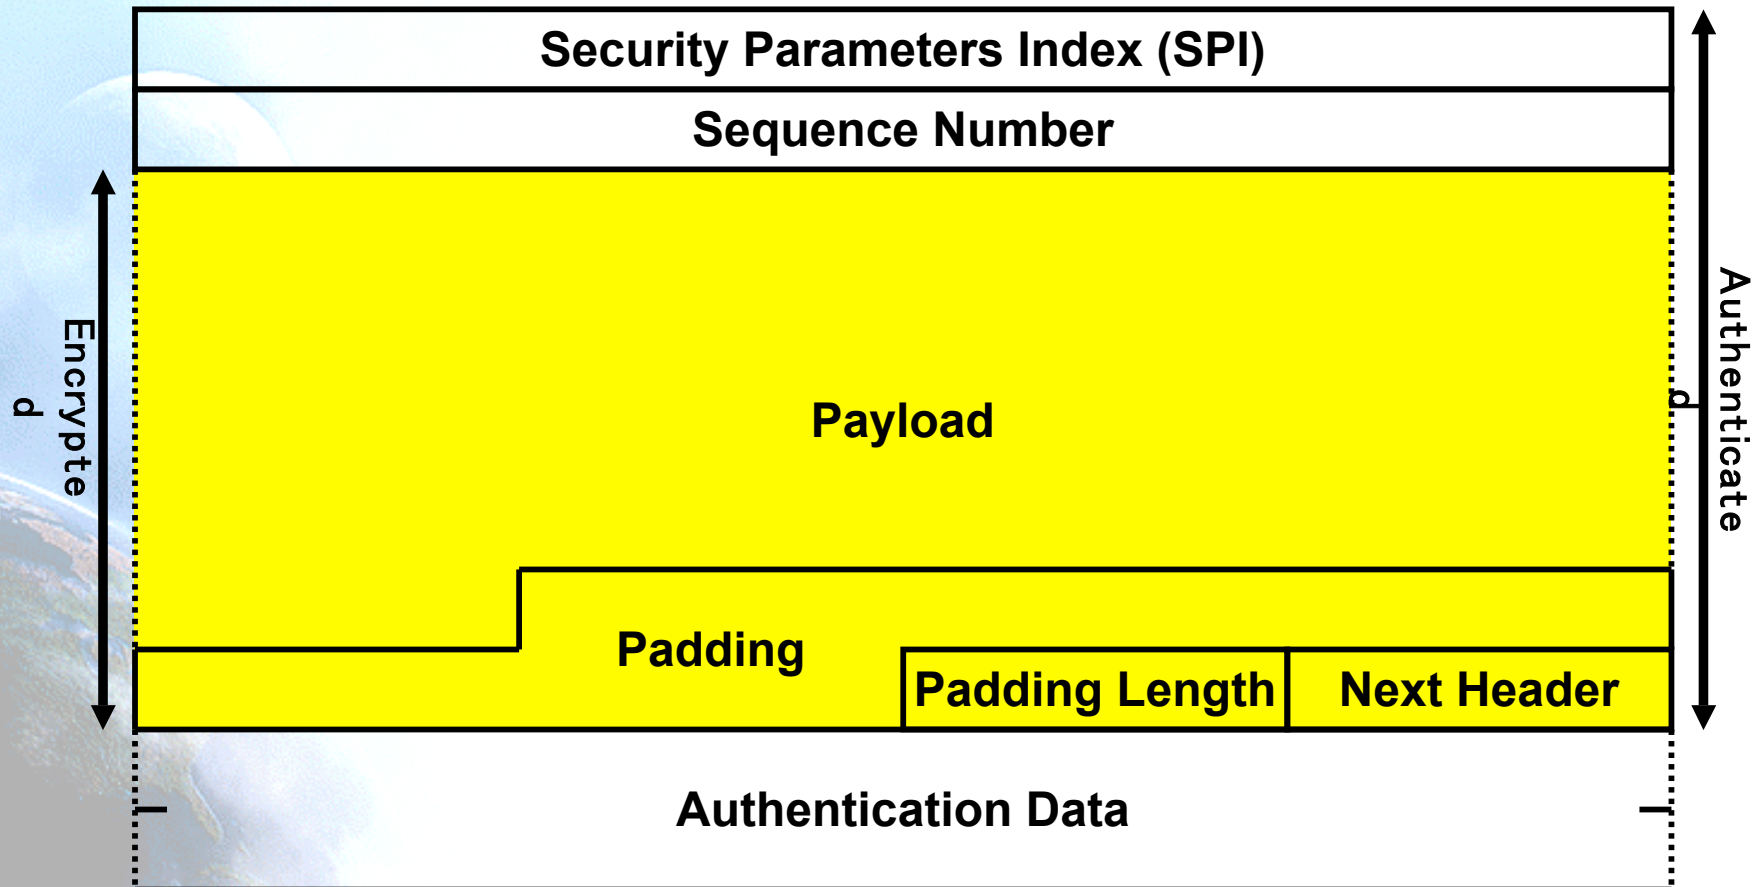 Security Parameters Index (SPI)
Sequence Number
Encrypte
d
Payload
Authenticate
d
Padding
Padding Length
Next Header
Authentication Data